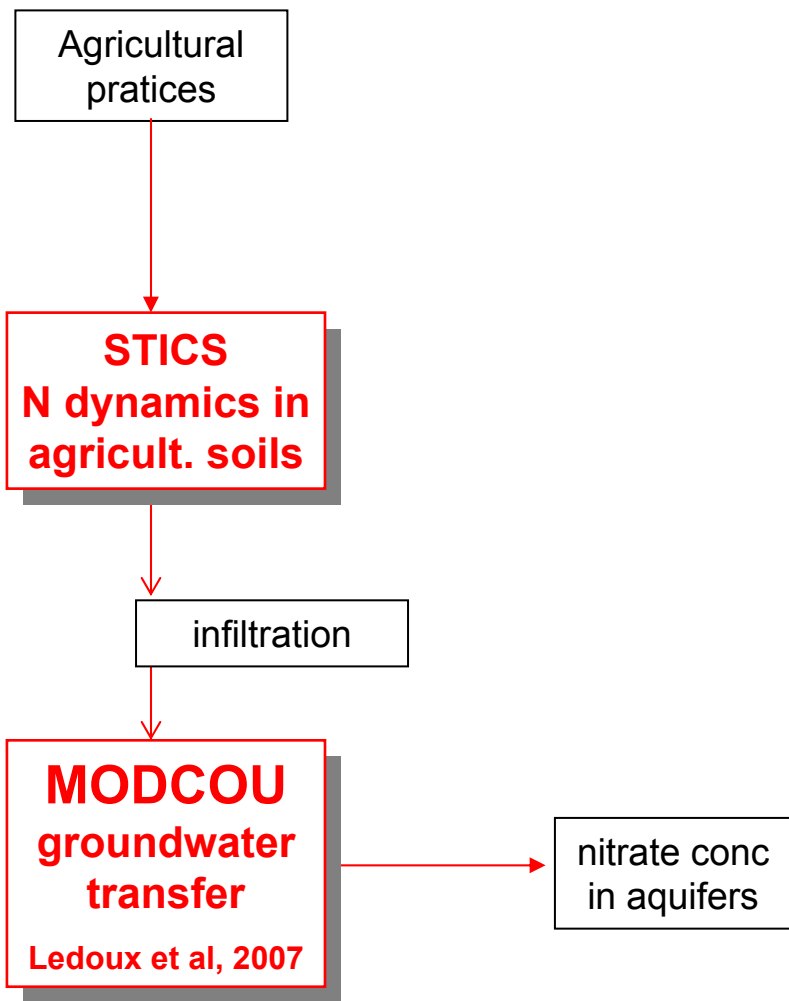 Agricultural
pratices
STICS
N dynamics in
agricult. soils
infiltration
MODCOU
groundwater
transfer
Ledoux et al, 2007
nitrate conc
in aquifers